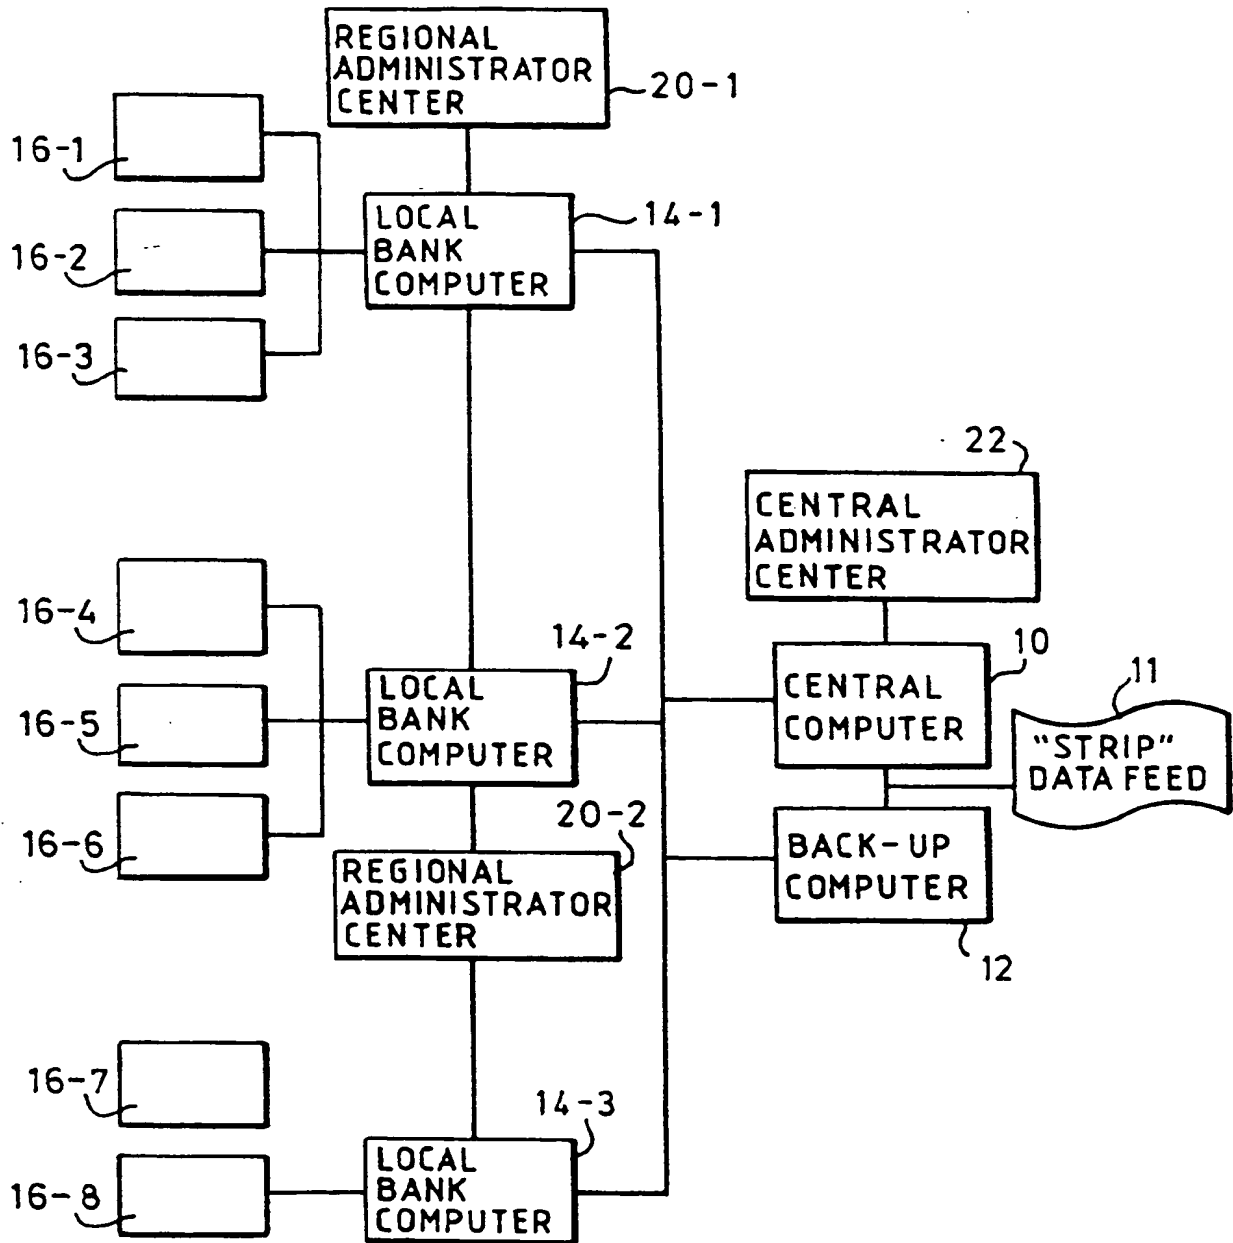 REGIONAL
ADMINISTRATOR
CENTER
20-1
16-1
LOCAL
BANK
COMPUTER
14-1
16-2
16-3
22
CENTRAL
ADMINISTRATOR
CENTER
16-4
14-2
10
LOCAL
BANK
COMPUTER
CENTRAL
COMPUTER
11
"STRIP"
DATA FEED
16-5
16-6
20-2
BACK-UP
COMPUTER
12
REGIONAL
ADMINISTRATOR
CENTER
16-7
14-3
LOCAL
BANK
COMPUTER
16-8